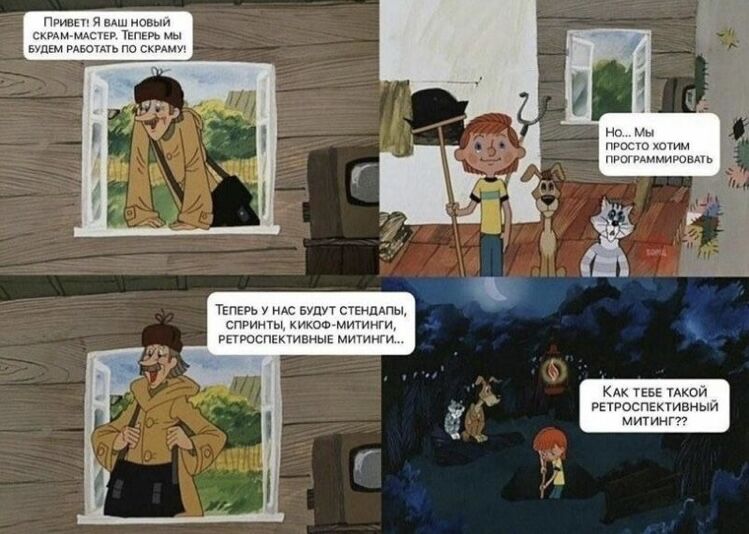 Привет! Я ваш новый
скрам-мастер. Теперь мы
будем работать по скраму!
Но... Мы
просто хотим
программировать
Теперь у нас будут стендапы,
спринты, кикоф-митинги,
ретроспективные митинги...
Как тебе такой
ретроспективный
митинг??